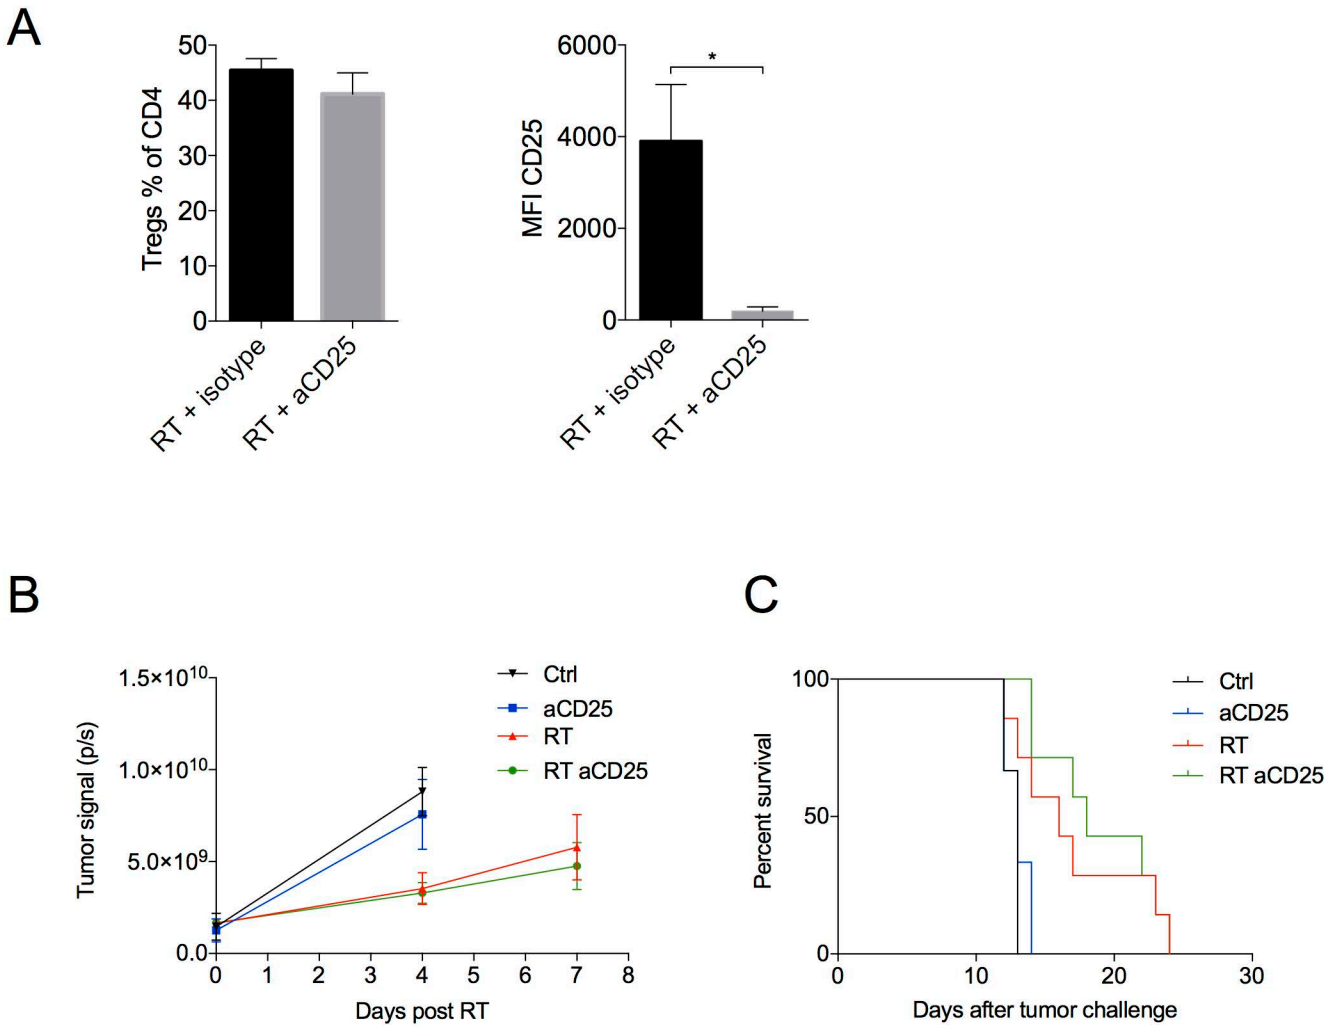 A
50
40
30
20
10
0
Tregs % of CD4
RT + isotype
RT + aCD25
6000
4000
2000
0
MFI CD25
*
RT + isotype
RT + aCD25
B
1.5×10¹⁰
1.0×10¹⁰
5.0×10⁹
0.0
Tumor signal (p/s)
0 1 2 3 4 5 6 7 8
Days post RT
Ctrl
aCD25
RT
RT aCD25
C
100
50
0
Percent survival
0 10 20 30
Days after tumor challenge
Ctrl
aCD25
RT
RT aCD25